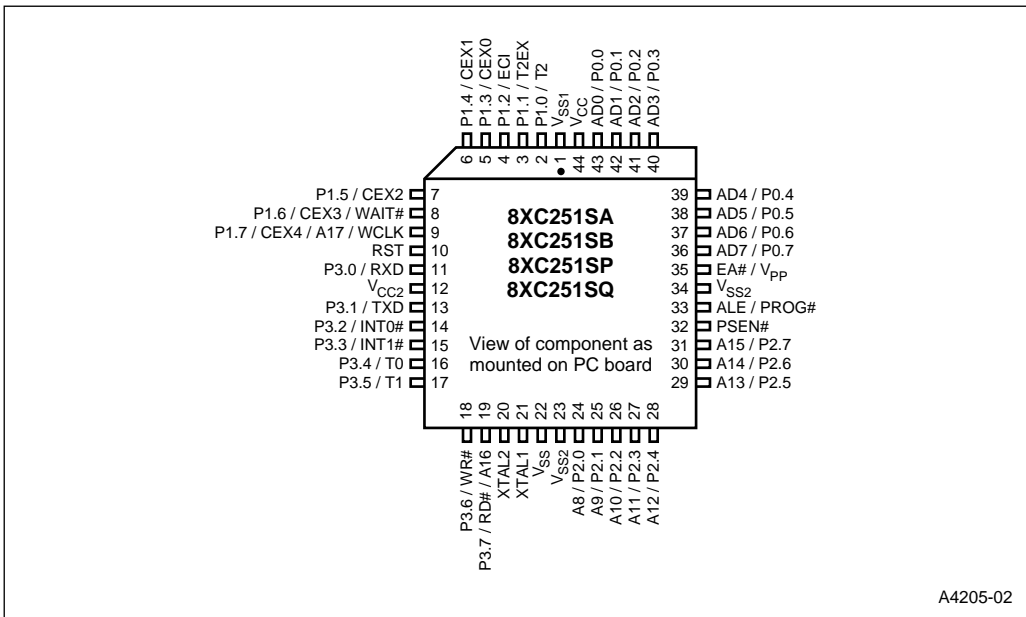 P1.4 / CEX1
P1.3 / CEX0
P1.2 / ECI
P1.1 / T2EX
P1.0 / T2
VSS1
VCC
AD0 / P0.0
AD1 / P0.1
AD2 / P0.2
AD3 / P0.3
6 5 4 3 2 1 44 43 42 41 40
P1.5 / CEX2 7
P1.6 / CEX3 / WAIT# 8
P1.7 / CEX4 / A17 / WCLK 9
RST 10
P3.0 / RXD 11
VCC2 12
P3.1 / TXD 13
P3.2 / INT0# 14
P3.3 / INT1# 15
P3.4 / T0 16
P3.5 / T1 17
8XC251SA
8XC251SB
8XC251SP
8XC251SQ
View of component as
mounted on PC board
39 AD4 / P0.4
38 AD5 / P0.5
37 AD6 / P0.6
36 AD7 / P0.7
35 EA# / VPP
34 VSS2
33 ALE / PROG#
32 PSEN#
31 A15 / P2.7
30 A14 / P2.6
29 A13 / P2.5
18 19 20 21 22 23 24 25 26 27 28
P3.6 / WR#
P3.7 / RD# / A16
XTAL2
XTAL1
VSS
VSS2
A8 / P2.0
A9 / P2.1
A10 / P2.2
A11 / P2.3
A12 / P2.4
A4205-02